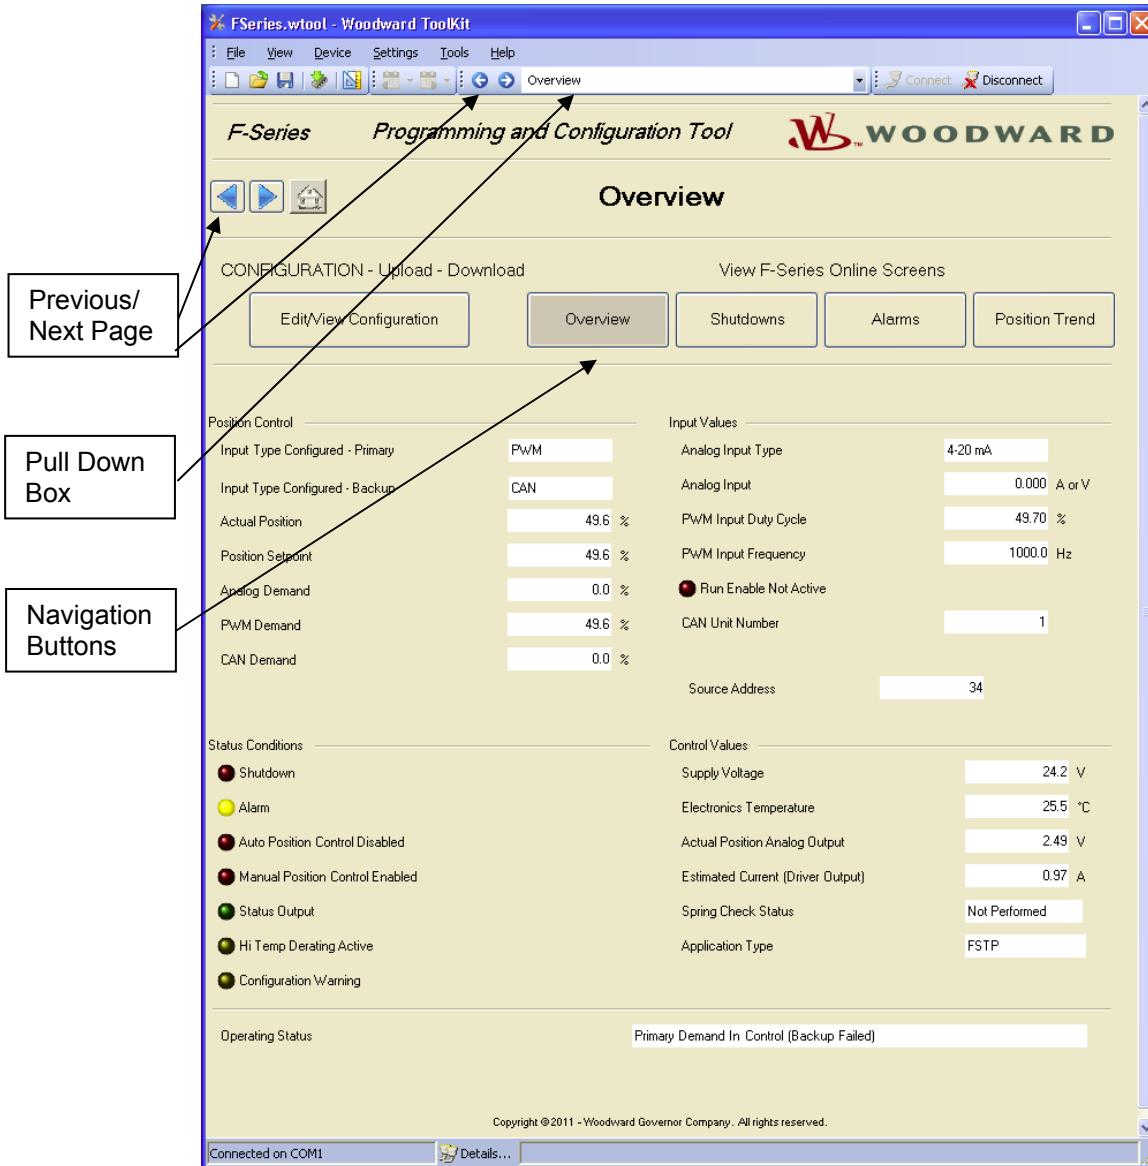 FSeries.wtool - Woodward ToolKit
File View Device Settings Tools Help
Overview
Connect Disconnect
F-Series Programming and Configuration Tool
WOODWARD
TM
Overview
CONFIGURATION - Upload - Download
View F-Series Online Screens
Edit/View Configuration
Overview
Shutdowns
Alarms
Position Trend
Previous/
Next Page
Pull Down
Box
Navigation
Buttons
Position Control
Input Type Configured - Primary PWM
Input Type Configured - Backup CAN
Actual Position 49.6 %
Position Setpoint 49.6 %
Analog Demand 0.0 %
PWM Demand 49.6 %
CAN Demand 0.0 %
Input Values
Analog Input Type 4-20 mA
Analog Input 0.000 A or V
PWM Input Duty Cycle 49.70 %
PWM Input Frequency 1000.0 Hz
Run Enable Not Active
CAN Unit Number 1
Source Address 34
Status Conditions
Shutdown
Alarm
Auto Position Control Disabled
Manual Position Control Enabled
Status Output
Hi Temp Derating Active
Configuration Warning
Control Values
Supply Voltage 24.2 V
Electronics Temperature 25.5 °C
Actual Position Analog Output 2.49 V
Estimated Current (Driver Output) 0.97 A
Spring Check Status Not Performed
Application Type FSTP
Operating Status Primary Demand In Control (Backup Failed)
Copyright © 2011 - Woodward Governor Company. All rights reserved.
Connected on COM1 Details...